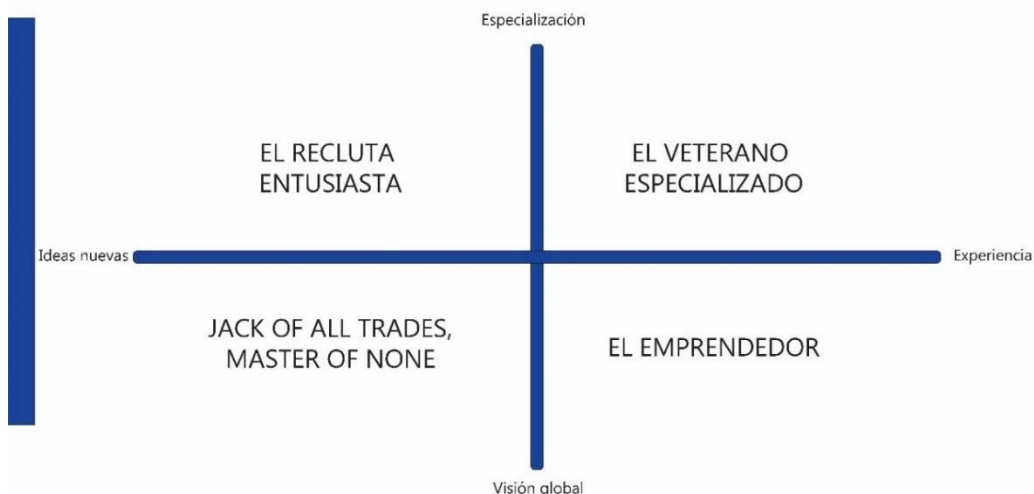 Especialización
EL RECLUTA
ENTUSIASTA
EL VETERANO
ESPECIALIZADO
Ideas nuevas
Experiencia
JACK OF ALL TRADES,
MASTER OF NONE
EL EMPRENDEDOR
Visión global